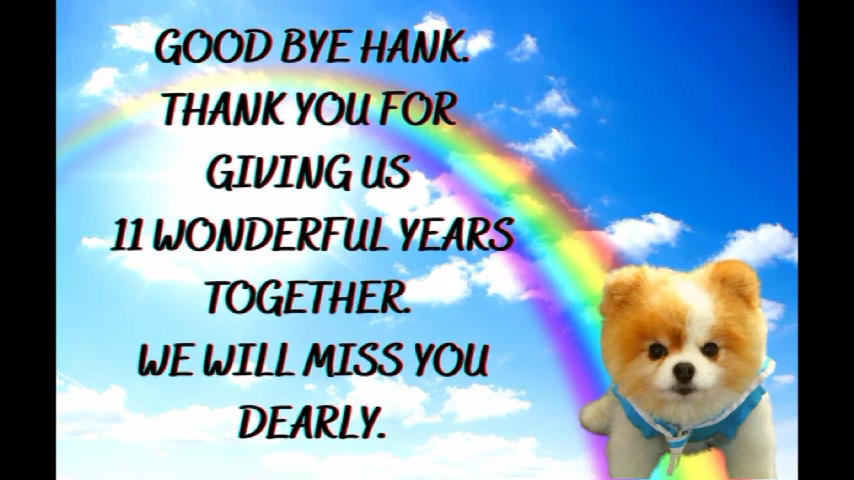 GOOD BYE HANK.
THANK YOU FOR
GIVING US
11 WONDERFUL YEARS
TOGETHER.
WE WILL MISS YOU
DEARLY.